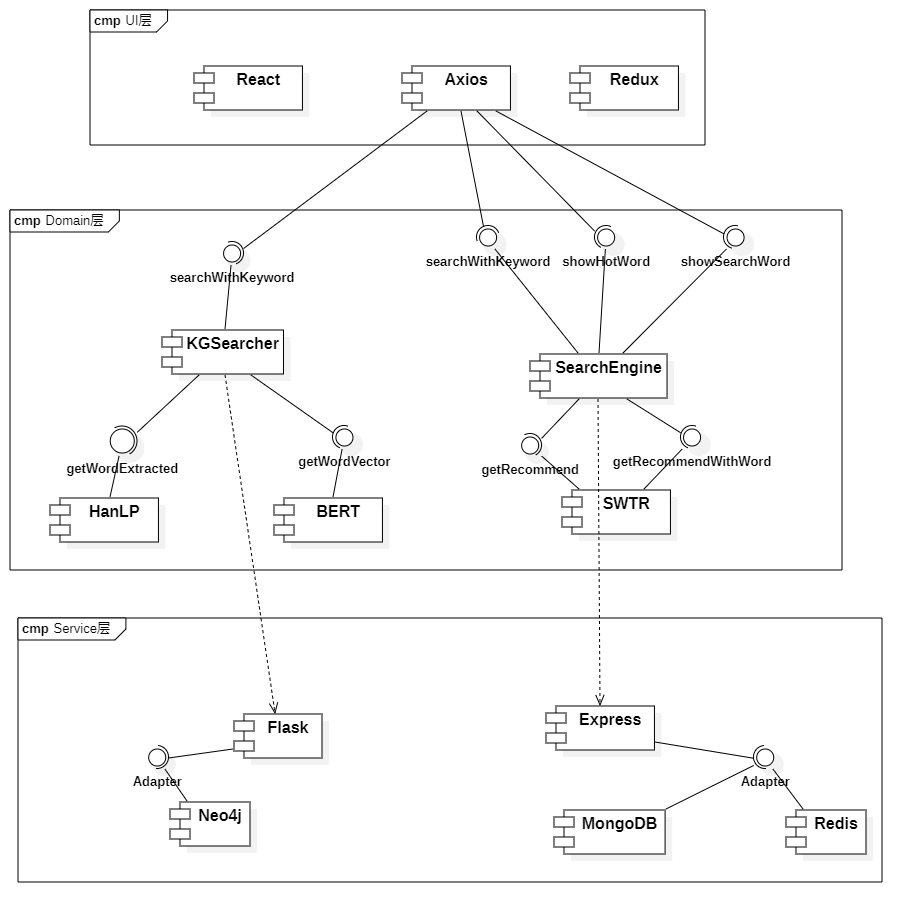 cmp UI层
React
Axios
Redux
cmp Domain层
searchWithKeyword
searchWithKeyword
showHotWord
showSearchWord
KGSearcher
SearchEngine
getWordExtracted
getWordVector
getRecommend
getRecommendWithWord
HanLP
BERT
SWTR
cmp Service层
Flask
Express
Adapter
Adapter
Neo4j
MongoDB
Redis